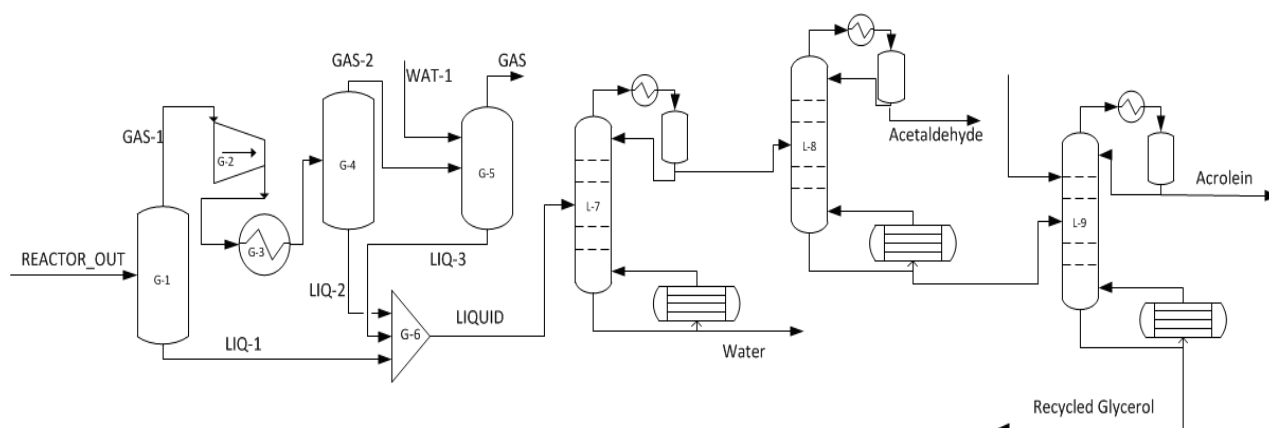 GAS-2
GAS
WAT-1
GAS-1
G-2
G-4
G-5
L-8
Acetaldehyde
L-7
L-9
Acrolein
G-3
REACTOR_OUT
G-1
LIQ-2
LIQ-3
LIQUID
G-6
LIQ-1
Water
Recycled Glycerol